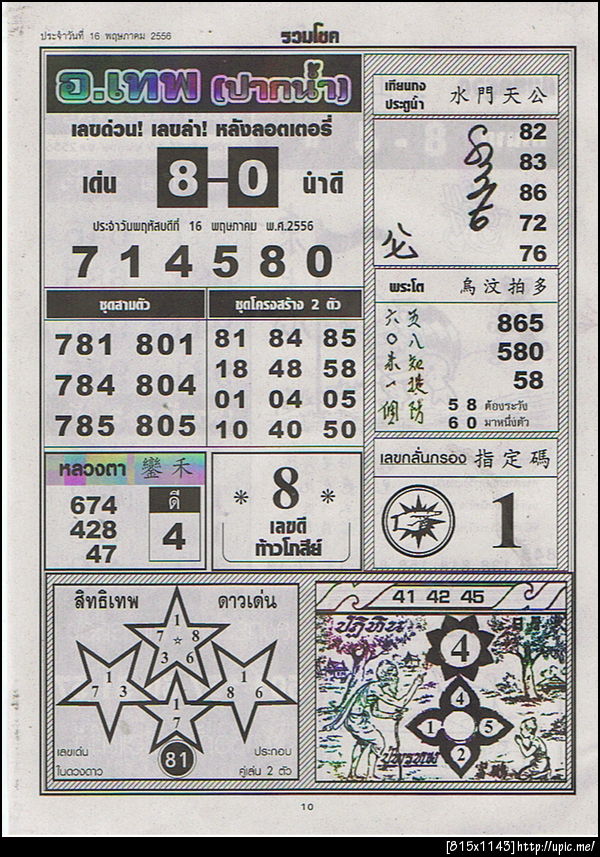 ประจำวันที่ 16 พฤษภาคม 2556
รวมโชค
อ.เทพ (ปากน้ำ)
เลขด่วน! เลขล่า! หลังลอตเตอรี่
เด่น 8-0 นำดี
ประจำวันพฤหัสบดีที่ 16 พฤษภาคม พ.ศ.2556
714580
ชุดสามตัว
781 801
784 804
785 805
ชุดโครงสร้าง 2 ตัว
81 84 85
18 48 58
01 04 05
10 40 50
เทียนกง
ประตูน้ำ
水門天公
82
83
86
72
76
พระโต 烏汶拍多
865
580
58
5 8 ต้องระวัง
6 0 มาหนึ่งตัว
หลวงตา 鑾禾
674
428
47
ดี
4
* 8 *
เลขดี
ท้าวโกสีย์
เลขกลั่นกรอง 指定碼
1
สิทธิเทพ ดาวเด่น
1
7 ☆ 8
3 6
1
7 3
1
8 6
1
7
81
เลขเด่น
ในดวงดาว
ประกอบ
คู่เล่น 2 ตัว
41 42 45
ปฏิทิน
4
4
1 5
2
10
[815x1143]http://upic.me/